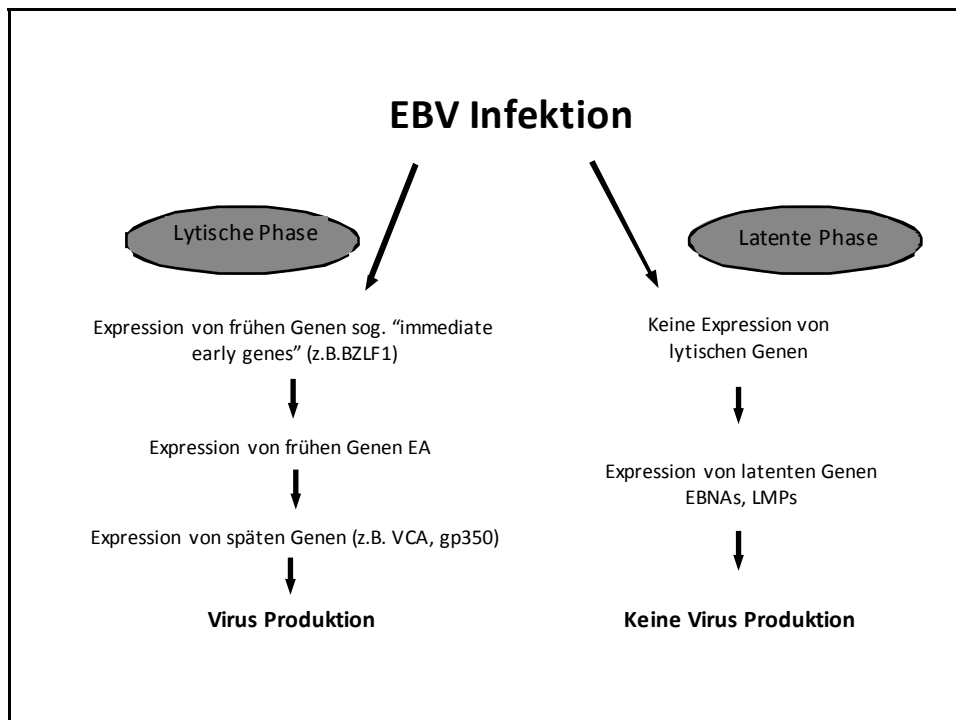 EBV Infektion
Lytische Phase
Expression von frühen Genen sog. “immediate
early genes” (z.B.BZLF1)
Expression von frühen Genen EA
Expression von späten Genen (z.B. VCA, gp350)
Virus Produktion
Latente Phase
Keine Expression von
lytischen Genen
Expression von latenten Genen
EBNAs, LMPs
Keine Virus Produktion